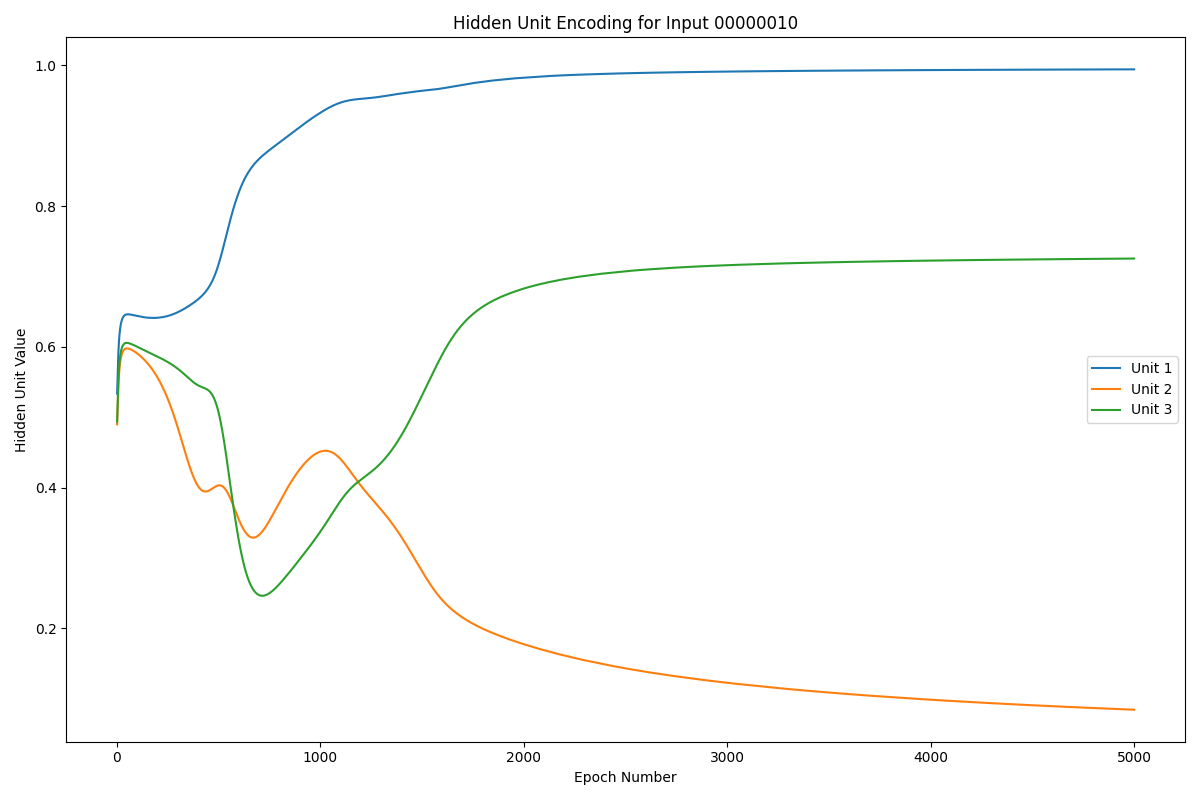 Hidden Unit Encoding for Input 00000010
Hidden Unit Value
1.0
0.8
0.6
0.4
0.2
Unit 1
Unit 2
Unit 3
0 1000 2000 3000 4000 5000
Epoch Number